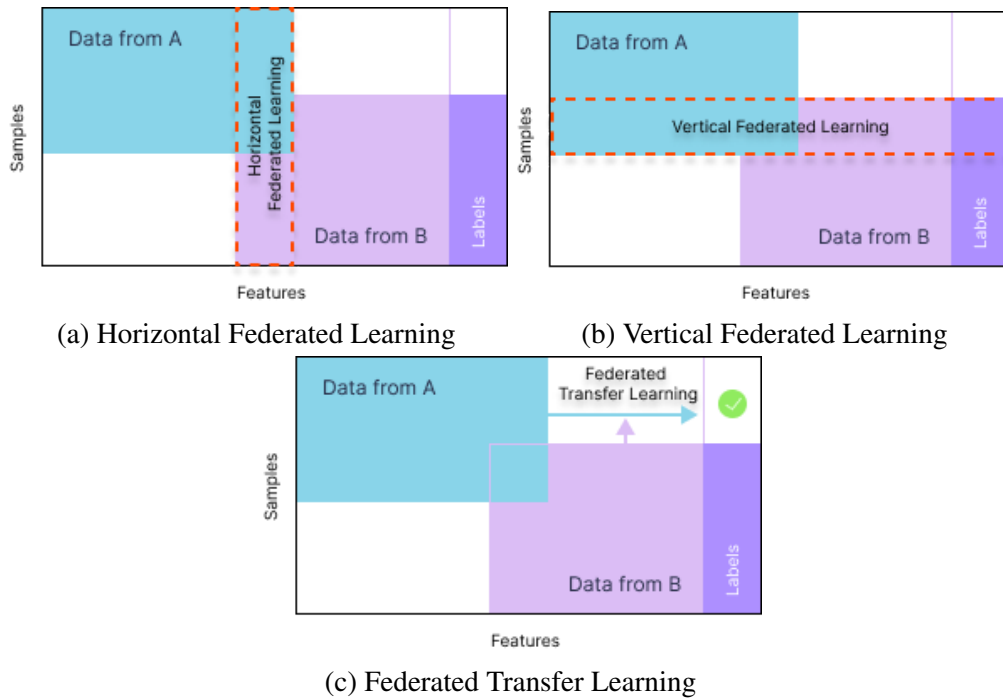 Data from A
Samples
Horizontal
Federated Learning
Data from B
Labels
Features
(a) Horizontal Federated Learning
Data from A
Samples
Vertical Federated Learning
Data from B
Labels
Features
(b) Vertical Federated Learning
Data from A
Federated
Transfer Learning
Samples
Data from B
Labels
Features
(c) Federated Transfer Learning